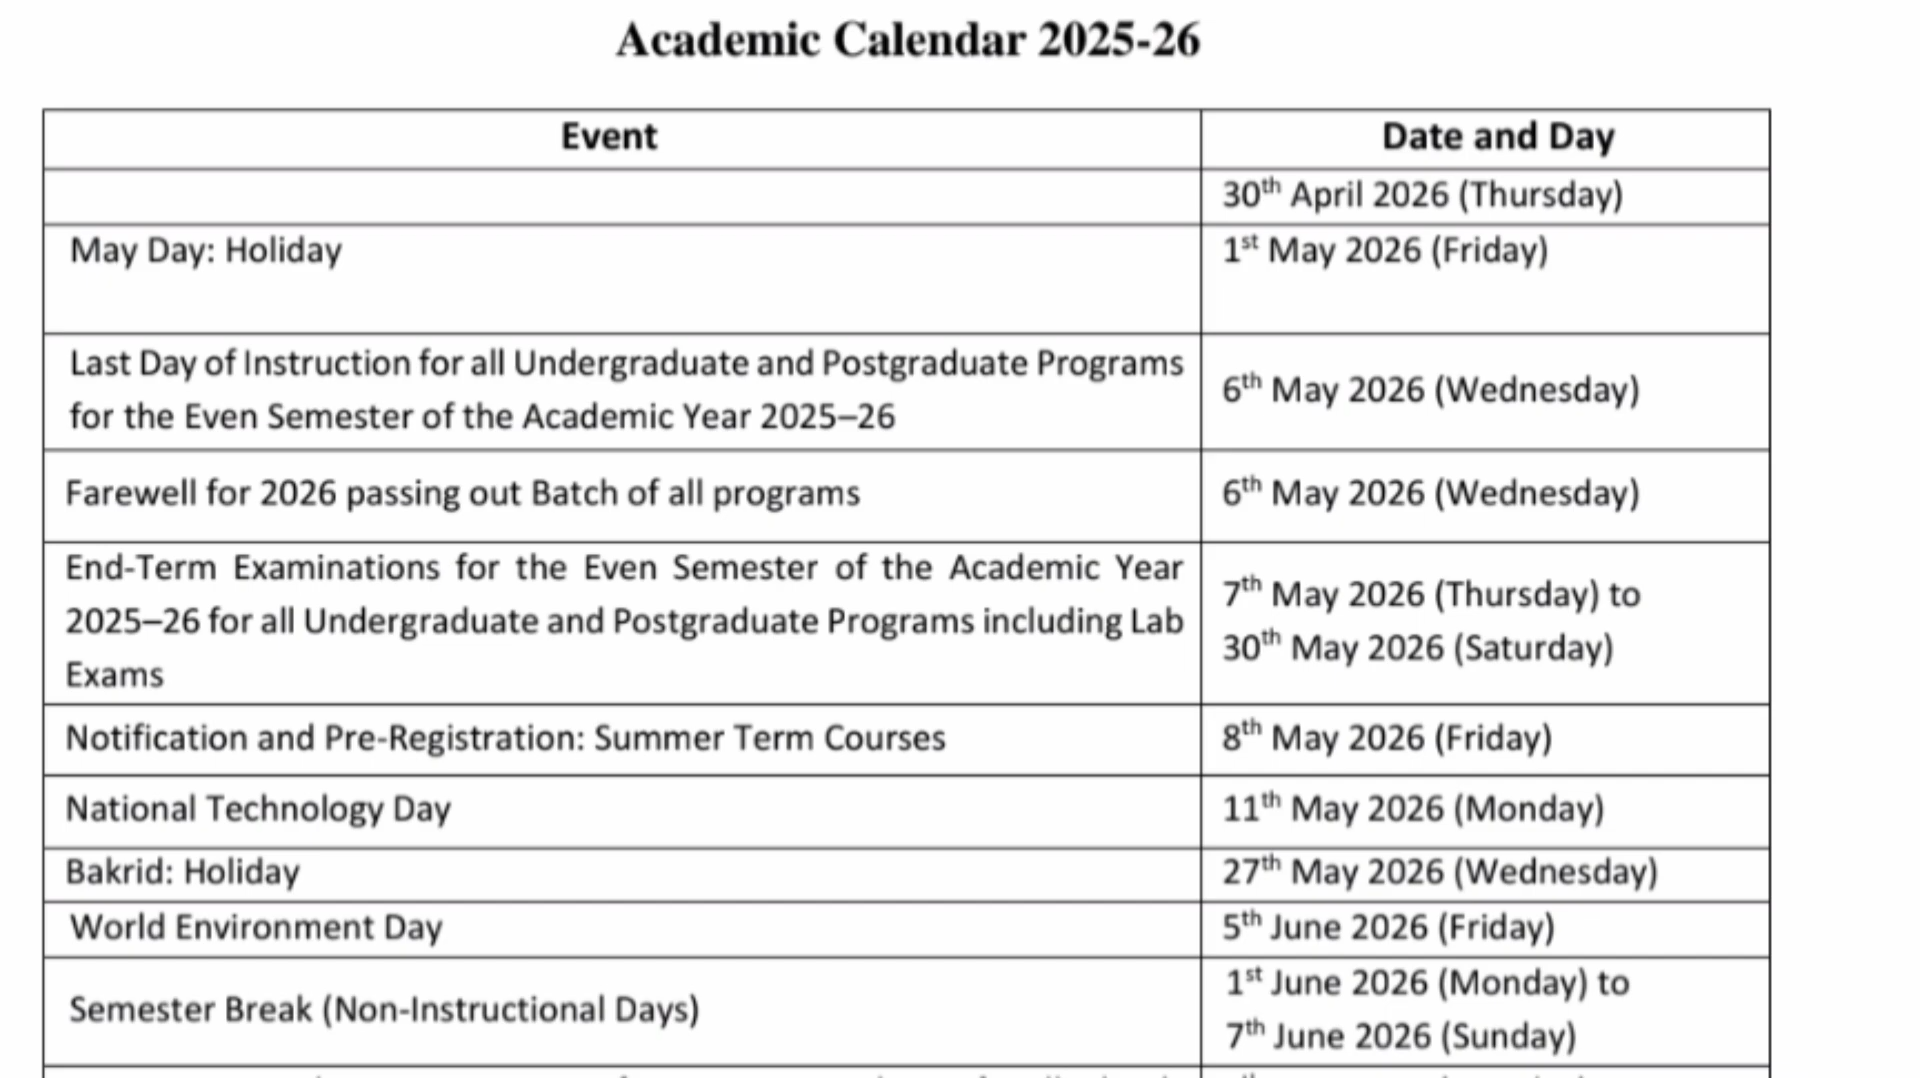 Academic Calendar 2025-26
Event
Date and Day
30th April 2026 (Thursday)
May Day: Holiday
1st May 2026 (Friday)
Last Day of Instruction for all Undergraduate and Postgraduate Programs
for the Even Semester of the Academic Year 2025–26
6th May 2026 (Wednesday)
Farewell for 2026 passing out Batch of all programs
6th May 2026 (Wednesday)
End-Term Examinations for the Even Semester of the Academic Year
2025–26 for all Undergraduate and Postgraduate Programs including Lab
Exams
7th May 2026 (Thursday) to
30th May 2026 (Saturday)
Notification and Pre-Registration: Summer Term Courses
8th May 2026 (Friday)
National Technology Day
11th May 2026 (Monday)
Bakrid: Holiday
27th May 2026 (Wednesday)
World Environment Day
5th June 2026 (Friday)
Semester Break (Non-Instructional Days)
1st June 2026 (Monday) to
7th June 2026 (Sunday)